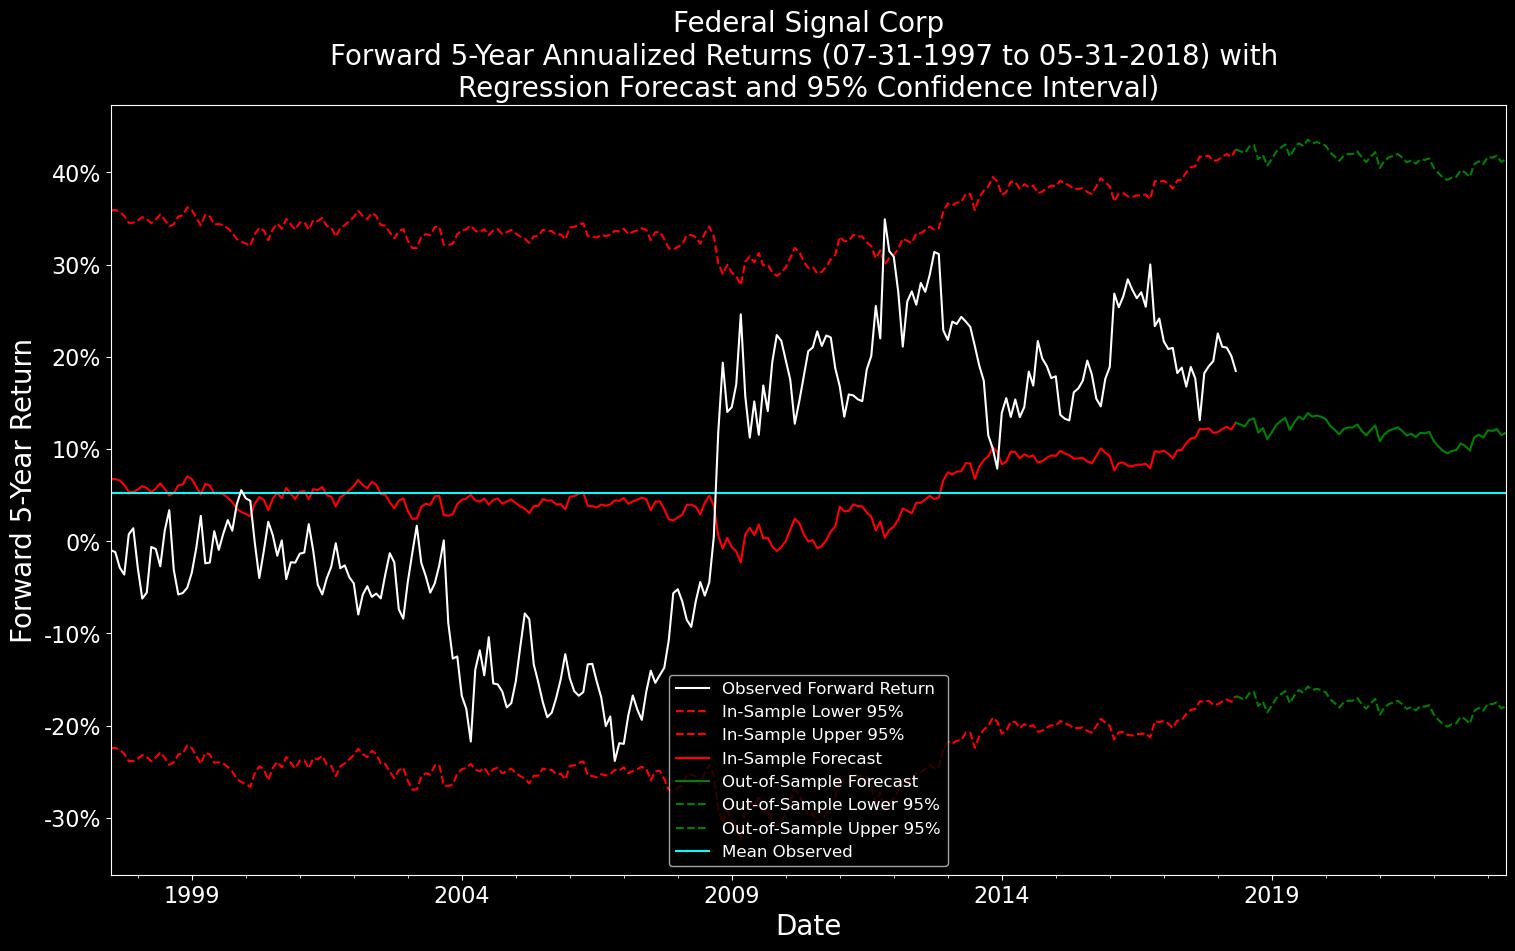 Federal Signal Corp
Forward 5-Year Annualized Returns (07-31-1997 to 05-31-2018) with
Regression Forecast and 95% Confidence Interval)
Forward 5-Year Return
40%
30%
20%
10%
0%
-10%
-20%
-30%
Observed Forward Return
In-Sample Lower 95%
In-Sample Upper 95%
In-Sample Forecast
Out-of-Sample Forecast
Out-of-Sample Lower 95%
Out-of-Sample Upper 95%
Mean Observed
1999 2004 2009 2014 2019
Date